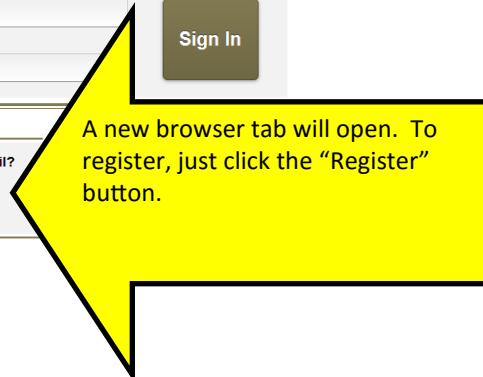 Sign In
A new browser tab will open.  To
register, just click the “Register”
button.